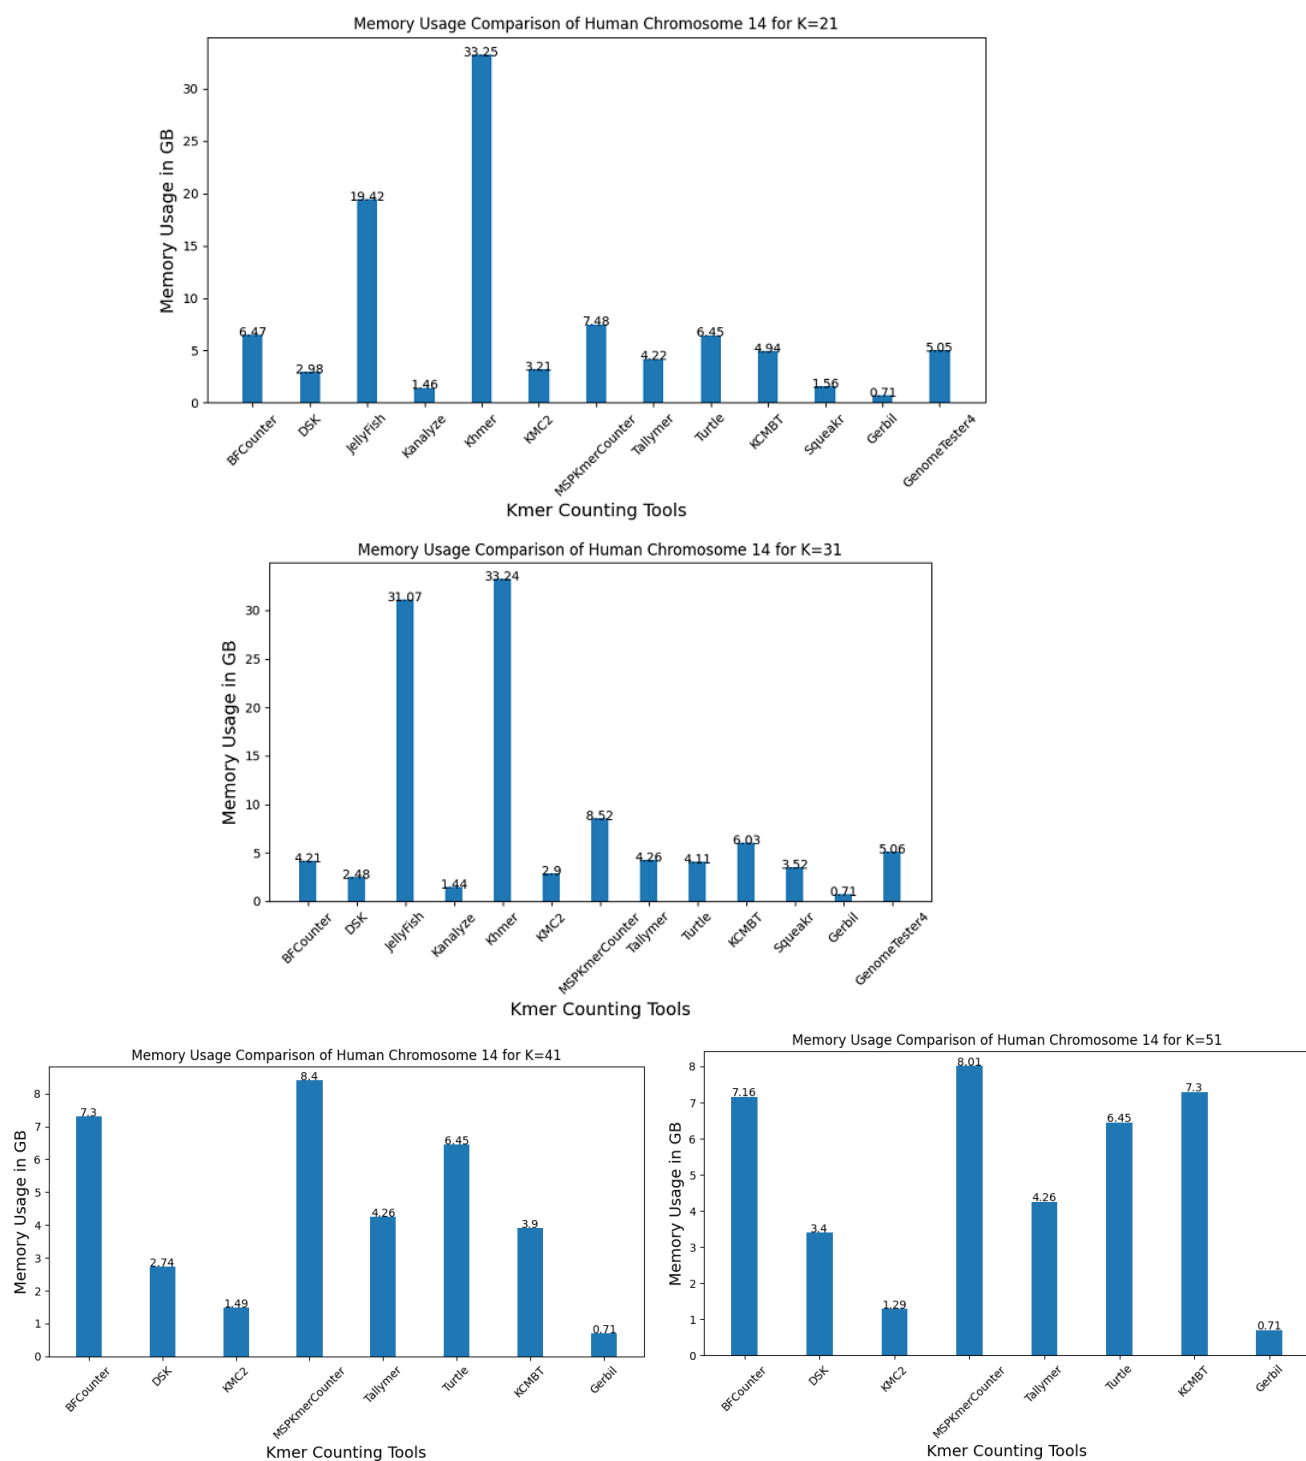 Memory Usage Comparison of Human Chromosome 14 for K=21
Memory Usage in GB
30
25
20
15
10
5
0
6.47
2.98
19.42
1.46
33.25
3.21
7.48
4.22
6.45
4.94
1.56
0.71
5.05
BFCounter
DSK
JellyFish
Kanalyze
Khmer
KMC2
MSPKmerCounter
Tallymer
Turtle
KCMBT
Squeakr
Gerbil
GenomeTester4
Kmer Counting Tools
Memory Usage Comparison of Human Chromosome 14 for K=31
Memory Usage in GB
30
25
20
15
10
5
0
4.21
2.48
31.07
1.44
33.24
2.9
8.52
4.26
4.11
6.03
3.52
0.71
5.06
BFCounter
DSK
JellyFish
Kanalyze
Khmer
KMC2
MSPKmerCounter
Tallymer
Turtle
KCMBT
Squeakr
Gerbil
GenomeTester4
Kmer Counting Tools
Memory Usage Comparison of Human Chromosome 14 for K=41
Memory Usage in GB
8
7
6
5
4
3
2
1
0
7.3
2.74
1.49
8.4
4.26
6.45
3.9
0.71
BFCounter
DSK
KMC2
MSPKmerCounter
Tallymer
Turtle
KCMBT
Gerbil
Kmer Counting Tools
Memory Usage Comparison of Human Chromosome 14 for K=51
Memory Usage in GB
8
7
6
5
4
3
2
1
0
7.16
3.4
1.29
8.01
4.26
6.45
7.3
0.71
BFCounter
DSK
KMC2
MSPKmerCounter
Tallymer
Turtle
KCMBT
Gerbil
Kmer Counting Tools